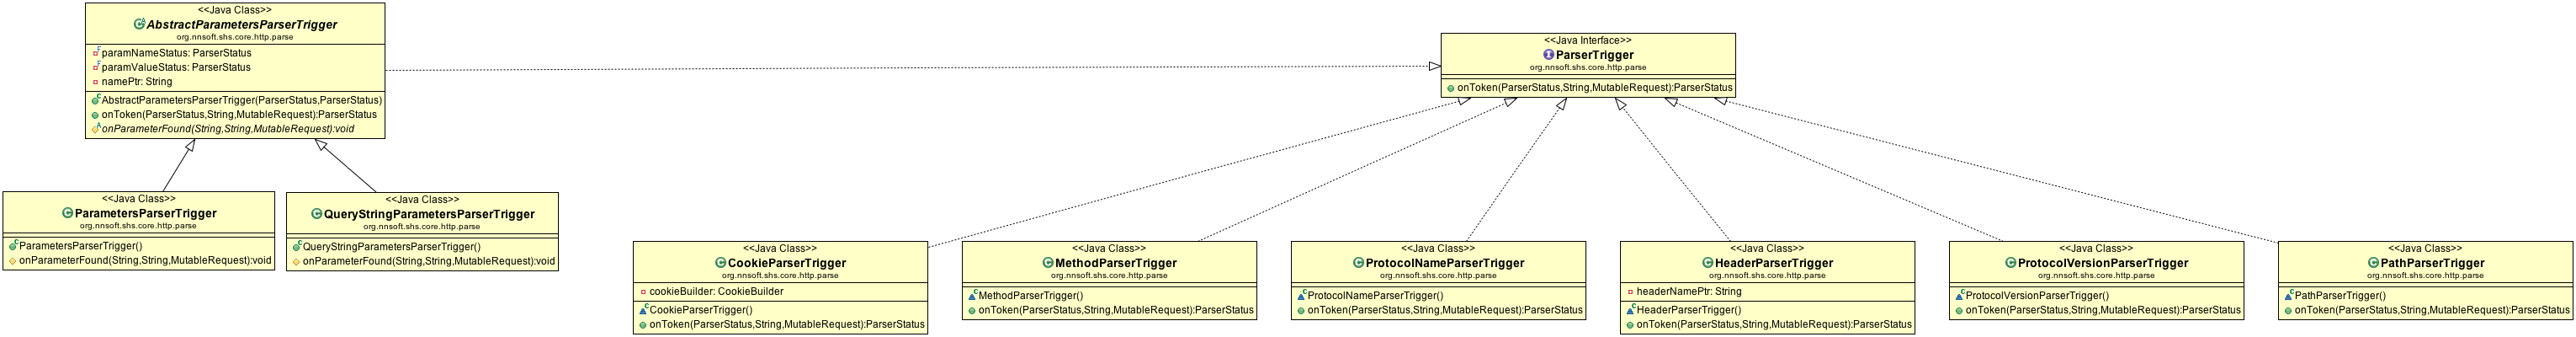 <<Java Class>>
AbstractParametersParserTrigger
org.nnsoft.shs.core.http.parse
paramNameStatus: ParserStatus
paramValueStatus: ParserStatus
namePtr: String
AbstractParametersParserTrigger(ParserStatus,ParserStatus)
onToken(ParserStatus,String,MutableRequest):ParserStatus
onParameterFound(String,String,MutableRequest):void
<<Java Interface>>
ParserTrigger
org.nnsoft.shs.core.http.parse
onToken(ParserStatus,String,MutableRequest):ParserStatus
<<Java Class>>
ParametersParserTrigger
org.nnsoft.shs.core.http.parse
ParametersParserTrigger()
onParameterFound(String,String,MutableRequest):void
<<Java Class>>
QueryStringParametersParserTrigger
org.nnsoft.shs.core.http.parse
QueryStringParametersParserTrigger()
onParameterFound(String,String,MutableRequest):void
<<Java Class>>
CookieParserTrigger
org.nnsoft.shs.core.http.parse
cookieBuilder: CookieBuilder
CookieParserTrigger()
onToken(ParserStatus,String,MutableRequest):ParserStatus
<<Java Class>>
MethodParserTrigger
org.nnsoft.shs.core.http.parse
MethodParserTrigger()
onToken(ParserStatus,String,MutableRequest):ParserStatus
<<Java Class>>
ProtocolNameParserTrigger
org.nnsoft.shs.core.http.parse
ProtocolNameParserTrigger()
onToken(ParserStatus,String,MutableRequest):ParserStatus
<<Java Class>>
HeaderParserTrigger
org.nnsoft.shs.core.http.parse
headerNamePtr: String
HeaderParserTrigger()
onToken(ParserStatus,String,MutableRequest):ParserStatus
<<Java Class>>
ProtocolVersionParserTrigger
org.nnsoft.shs.core.http.parse
ProtocolVersionParserTrigger()
onToken(ParserStatus,String,MutableRequest):ParserStatus
<<Java Class>>
PathParserTrigger
org.nnsoft.shs.core.http.parse
PathParserTrigger()
onToken(ParserStatus,String,MutableRequest):ParserStatus